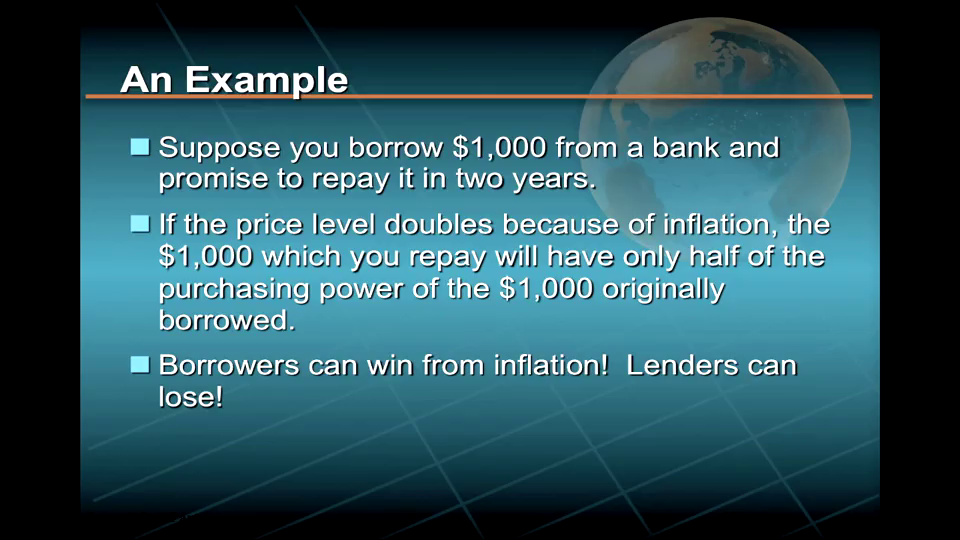 An Example
Suppose you borrow $1,000 from a bank and
promise to repay it in two years.
If the price level doubles because of inflation, the
$1,000 which you repay will have only half of the
purchasing power of the $1,000 originally
borrowed.
Borrowers can win from inflation!  Lenders can
lose!